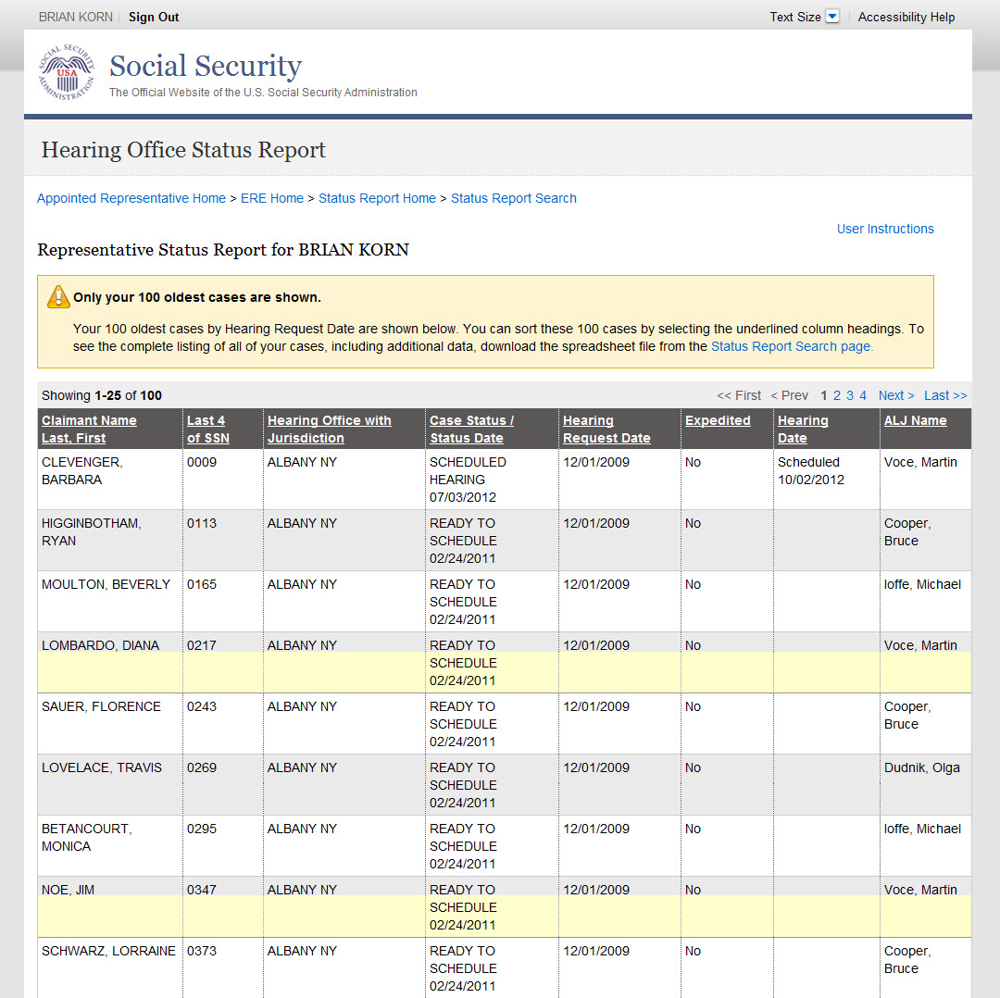 BRIAN KORN Sign Out Text Size Accessibility Help
SOCIAL SECURITY ADMINISTRATION
USA
Social Security
The Official Website of the U.S. Social Security Administration
Hearing Office Status Report
Appointed Representative Home > ERE Home > Status Report Home > Status Report Search
User Instructions
Representative Status Report for BRIAN KORN
Only your 100 oldest cases are shown.
Your 100 oldest cases by Hearing Request Date are shown below. You can sort these 100 cases by selecting the underlined column headings. To
see the complete listing of all of your cases, including additional data, download the spreadsheet file from the Status Report Search page.
Showing 1-25 of 100 << First < Prev 1 2 3 4 Next > Last >>
Claimant Name Last 4 Hearing Office with Case Status / Hearing Expedited Hearing ALJ Name
Last, First of SSN Jurisdiction Status Date Request Date Date
CLEVENGER, 0009 ALBANY NY SCHEDULED 12/01/2009 No Scheduled Voce, Martin
BARBARA HEARING 10/02/2012
07/03/2012
HIGGINBOTHAM, 0113 ALBANY NY READY TO 12/01/2009 No Cooper,
RYAN SCHEDULE Bruce
02/24/2011
MOULTON, BEVERLY 0165 ALBANY NY READY TO 12/01/2009 No Ioffe, Michael
SCHEDULE
02/24/2011
LOMBARDO, DIANA 0217 ALBANY NY READY TO 12/01/2009 No Voce, Martin
SCHEDULE
02/24/2011
SAUER, FLORENCE 0243 ALBANY NY READY TO 12/01/2009 No Cooper,
SCHEDULE Bruce
02/24/2011
LOVELACE, TRAVIS 0269 ALBANY NY READY TO 12/01/2009 No Dudnik, Olga
SCHEDULE
02/24/2011
BETANCOURT, 0295 ALBANY NY READY TO 12/01/2009 No Ioffe, Michael
MONICA SCHEDULE
02/24/2011
NOE, JIM 0347 ALBANY NY READY TO 12/01/2009 No Voce, Martin
SCHEDULE
02/24/2011
SCHWARZ, LORRAINE 0373 ALBANY NY READY TO 12/01/2009 No Cooper,
SCHEDULE Bruce
02/24/2011